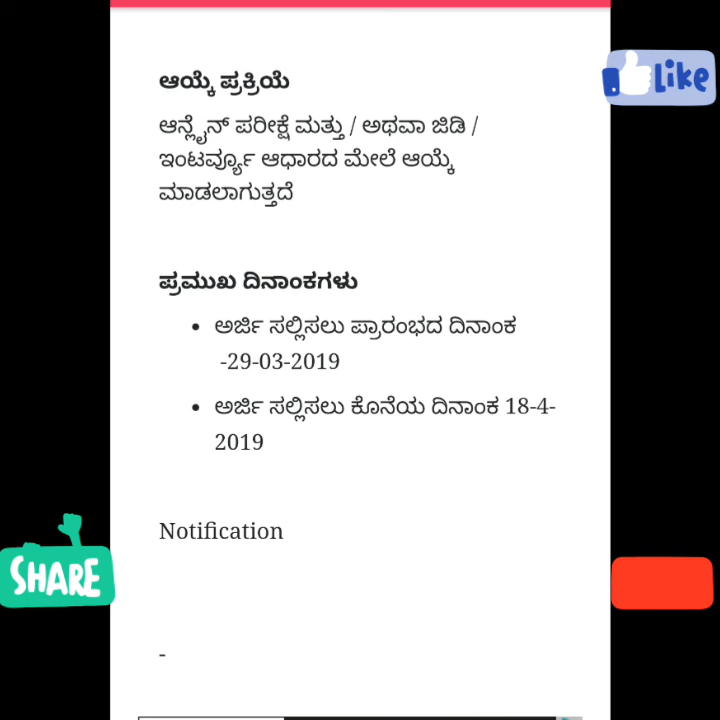 ಆಯ್ಕೆ ಪ್ರಕ್ರಿಯೆ
ಆನ್ಲೈನ್ ಪರೀಕ್ಷೆ ಮತ್ತು / ಅಥವಾ ಜಿಡಿ /
ಇಂಟರ್ವ್ಯೂ ಆಧಾರದ ಮೇಲೆ ಆಯ್ಕೆ
ಮಾಡಲಾಗುತ್ತದೆ
ಪ್ರಮುಖ ದಿನಾಂಕಗಳು
• ಅರ್ಜಿ ಸಲ್ಲಿಸಲು ಪ್ರಾರಂಭದ ದಿನಾಂಕ
-29-03-2019
• ಅರ್ಜಿ ಸಲ್ಲಿಸಲು ಕೊನೆಯ ದಿನಾಂಕ 18-4-
2019
Notification
-
Like
SHARE